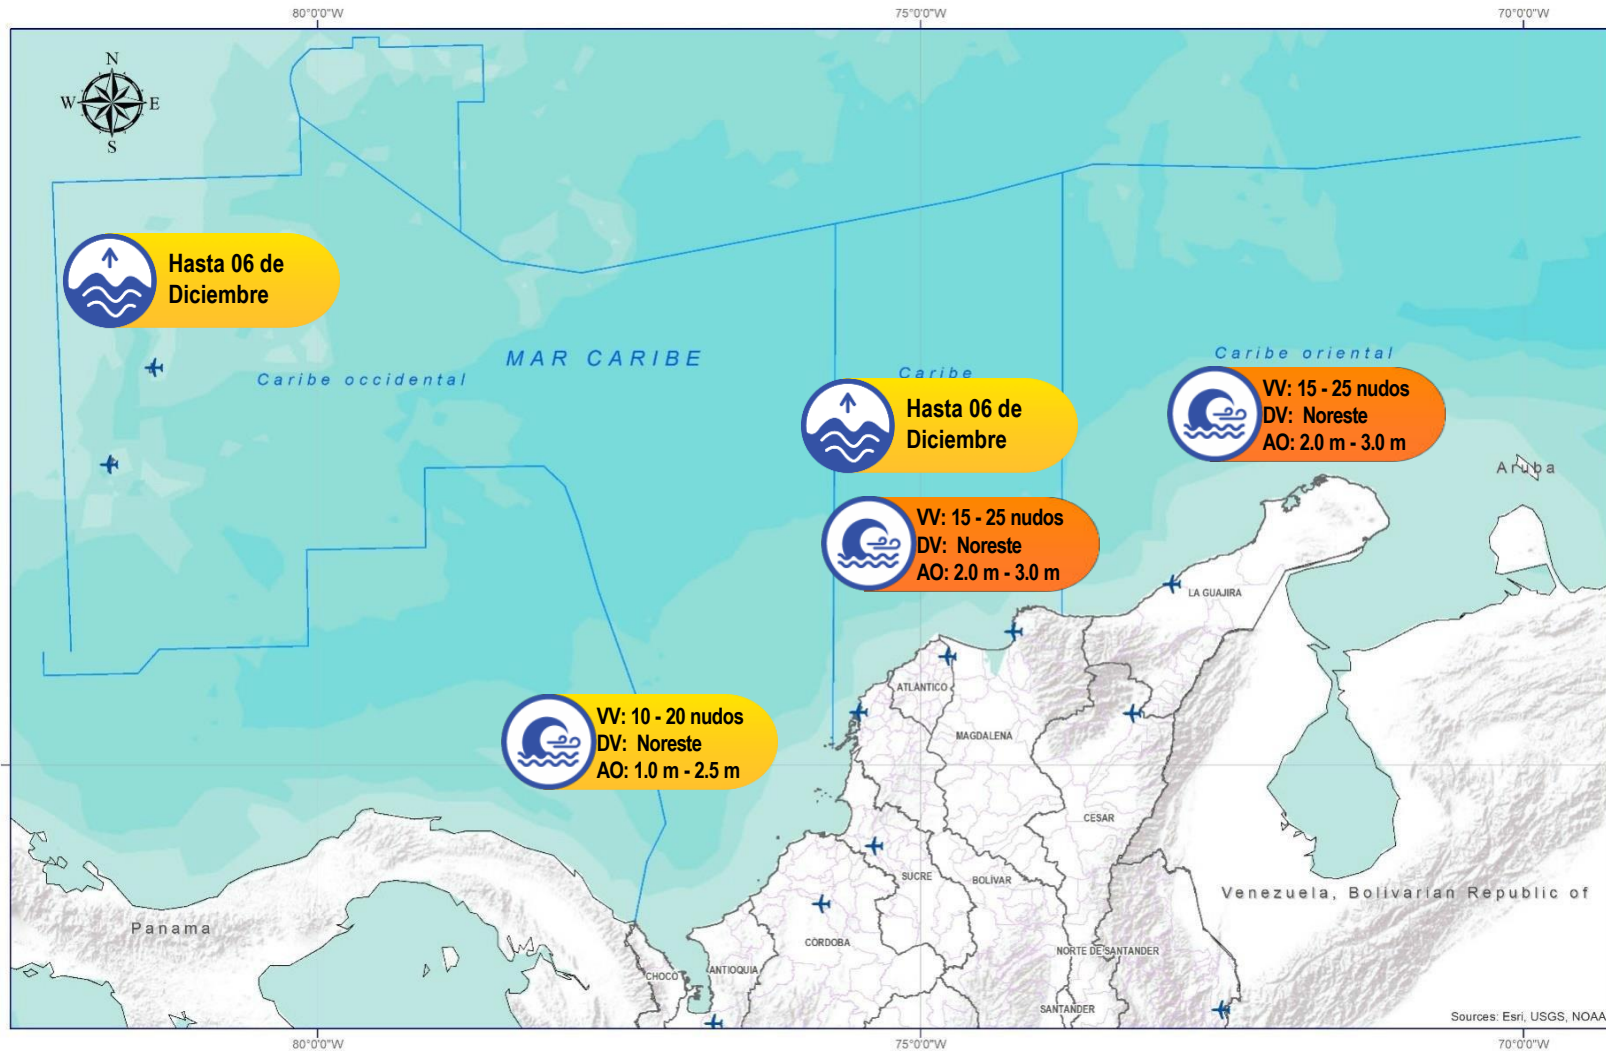 80°0'0"W
75°0'0"W
70°0'0"W
N
W
E
S
Hasta 06 de
Diciembre
MAR CARIBE
Caribe occidental
Caribe
Caribe oriental
Hasta 06 de
Diciembre
VV: 15 - 25 nudos
DV: Noreste
AO: 2.0 m - 3.0 m
Aruba
VV: 15 - 25 nudos
DV: Noreste
AO: 2.0 m - 3.0 m
LA GUAJIRA
ATLÁNTICO
VV: 10 - 20 nudos
DV: Noreste
AO: 1.0 m - 2.5 m
MAGDALENA
CESAR
SUCRE
BOLÍVAR
Venezuela, Bolivarian Republic of
Panama
CÓRDOBA
NORTE DE SANTANDER
CHOCÓ
ANTIOQUIA
SANTANDER
Sources: Esri, USGS, NOAA
80°0'0"W
75°0'0"W
70°0'0"W